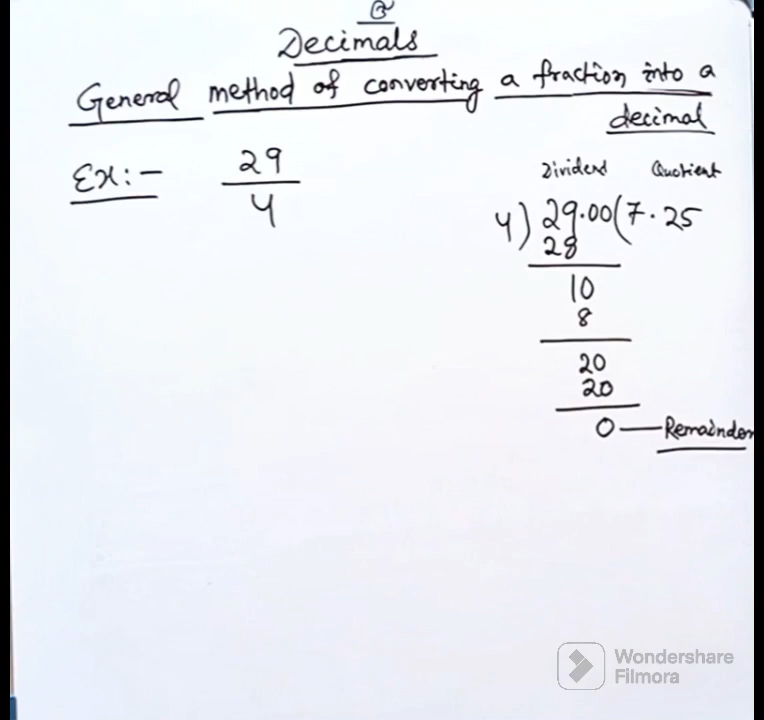 Decimals
General method of converting a fraction into a
decimal
Ex:- 29/4
Dividend Quotient
4)29.00(7.25
28
10
8
20
20
0 — Remainder
Wondershare
Filmora